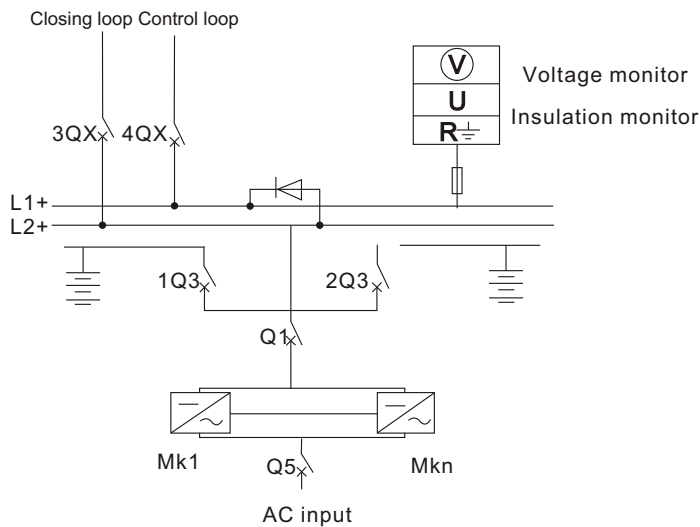 Closing loop Control loop
V
Voltage monitor
U
Insulation monitor
R
3QX 4QX
L1+
L2+
1Q3 2Q3
Q1
Mk1 Q5 Mkn
AC input